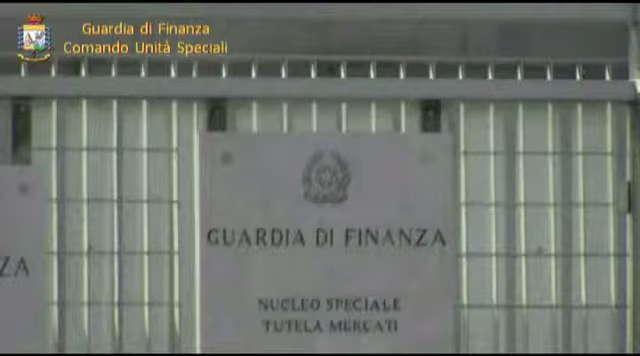 Guardia di Finanza
Comando Unità Speciali
GUARDIA DI FINANZA
ZA
NUCLEO SPECIALE
TUTELA MERCATI